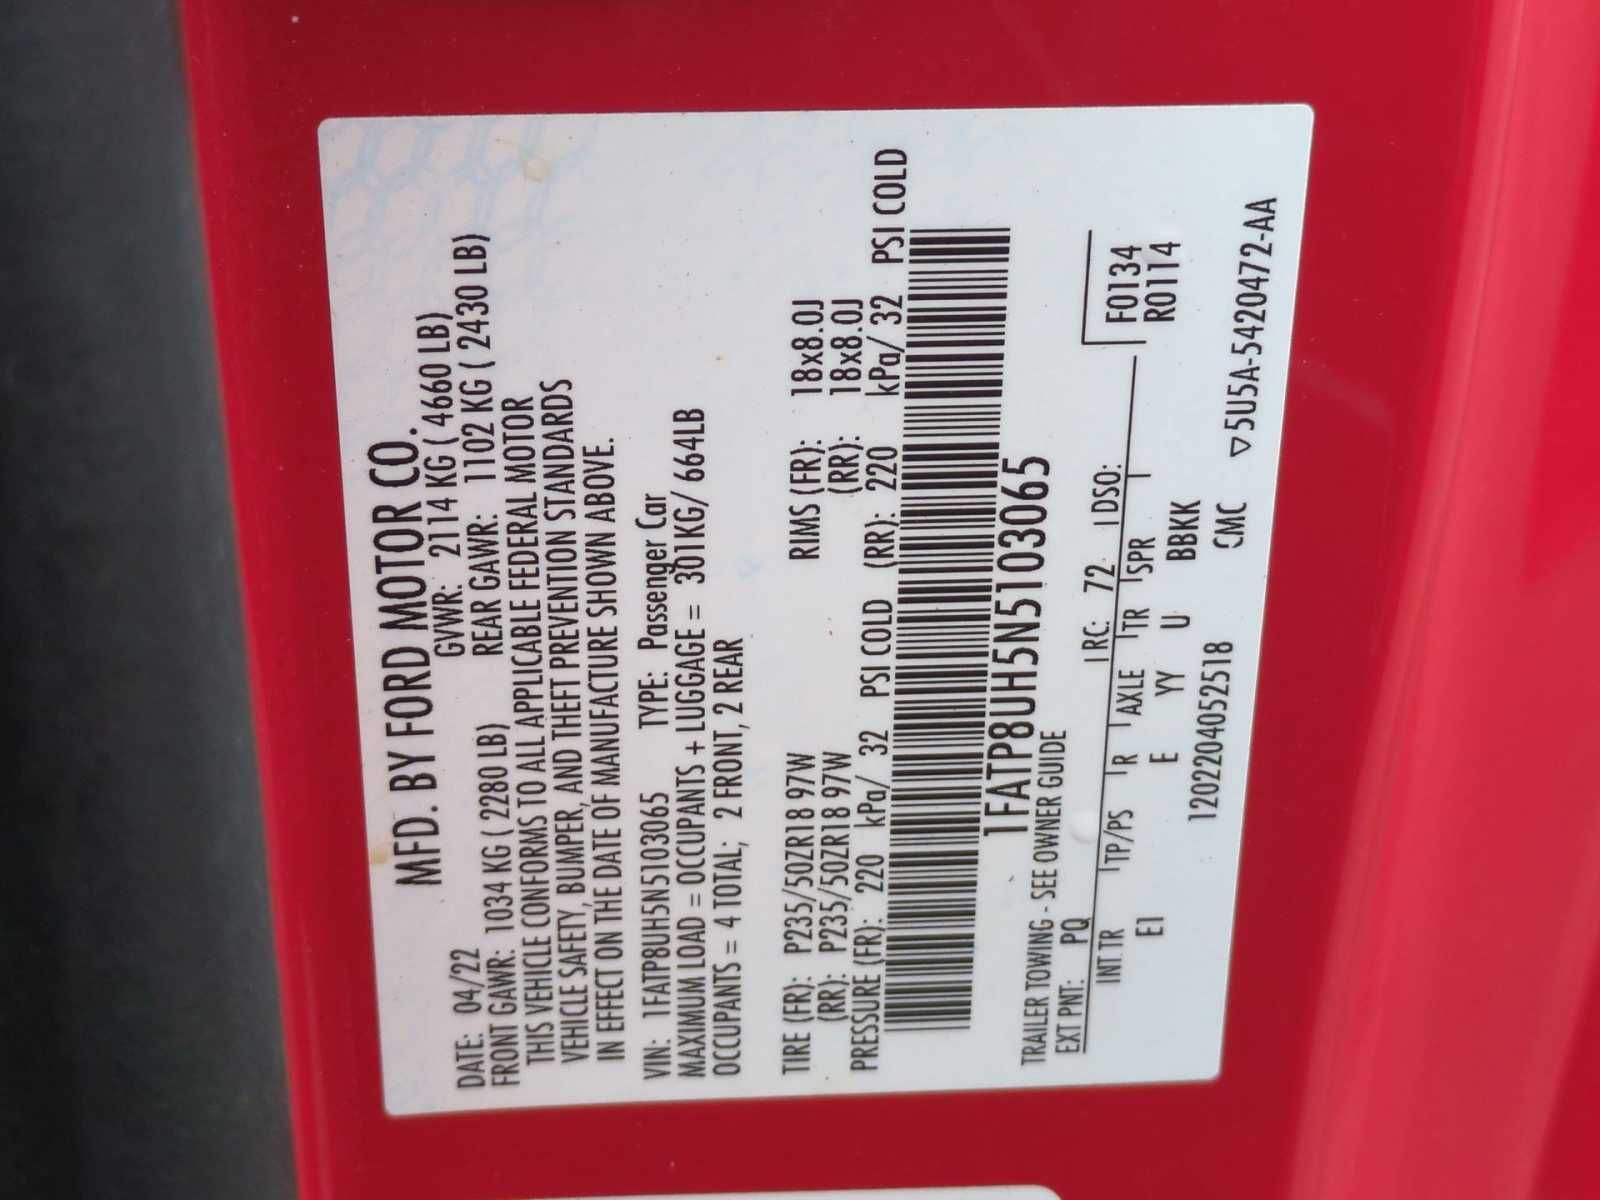 MFD. BY FORD MOTOR CO.
DATE: 04/22 GVWR: 2114 KG ( 4660 LB)
FRONT GAWR: 1034 KG ( 2280 LB) REAR GAWR: 1102 KG ( 2430 LB)
THIS VEHICLE CONFORMS TO ALL APPLICABLE FEDERAL MOTOR
VEHICLE SAFETY, BUMPER, AND THEFT PREVENTION STANDARDS
IN EFFECT ON THE DATE OF MANUFACTURE SHOWN ABOVE.
VIN: 1FATP8UH5N5103065 TYPE: Passenger Car
MAXIMUM LOAD = OCCUPANTS + LUGGAGE = 301KG/ 664LB
OCCUPANTS = 4 TOTAL; 2 FRONT, 2 REAR
TIRE (FR): P235/50ZR18 97W RIMS (FR): 18x8.0J
(RR): P235/50ZR18 97W (RR): 18x8.0J
PRESSURE (FR): 220 kPa/ 32 PSI COLD (RR): 220 kPa/ 32 PSI COLD
1FATP8UH5N5103065
TRAILER TOWING - SEE OWNER GUIDE
EXT PNT: PQ RC: 72 DSO: F0134
R0114
INT.TR TP/PS R AXLE TR SPR
E1 E YY U BBKK
1202204052518 CMC ▽5U5A-5420472-AA